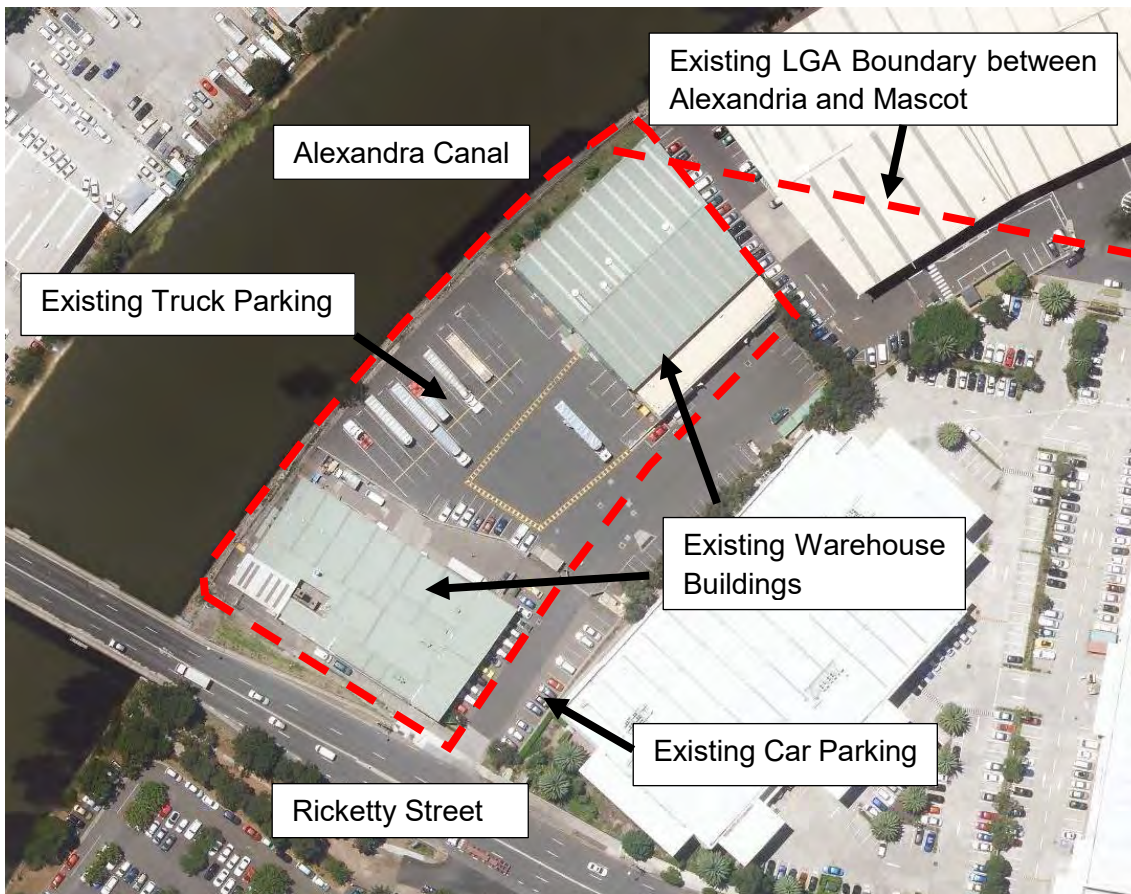 Existing LGA Boundary between
Alexandria and Mascot
Alexandra Canal
Existing Truck Parking
Existing Warehouse
Buildings
Existing Car Parking
Ricketty Street